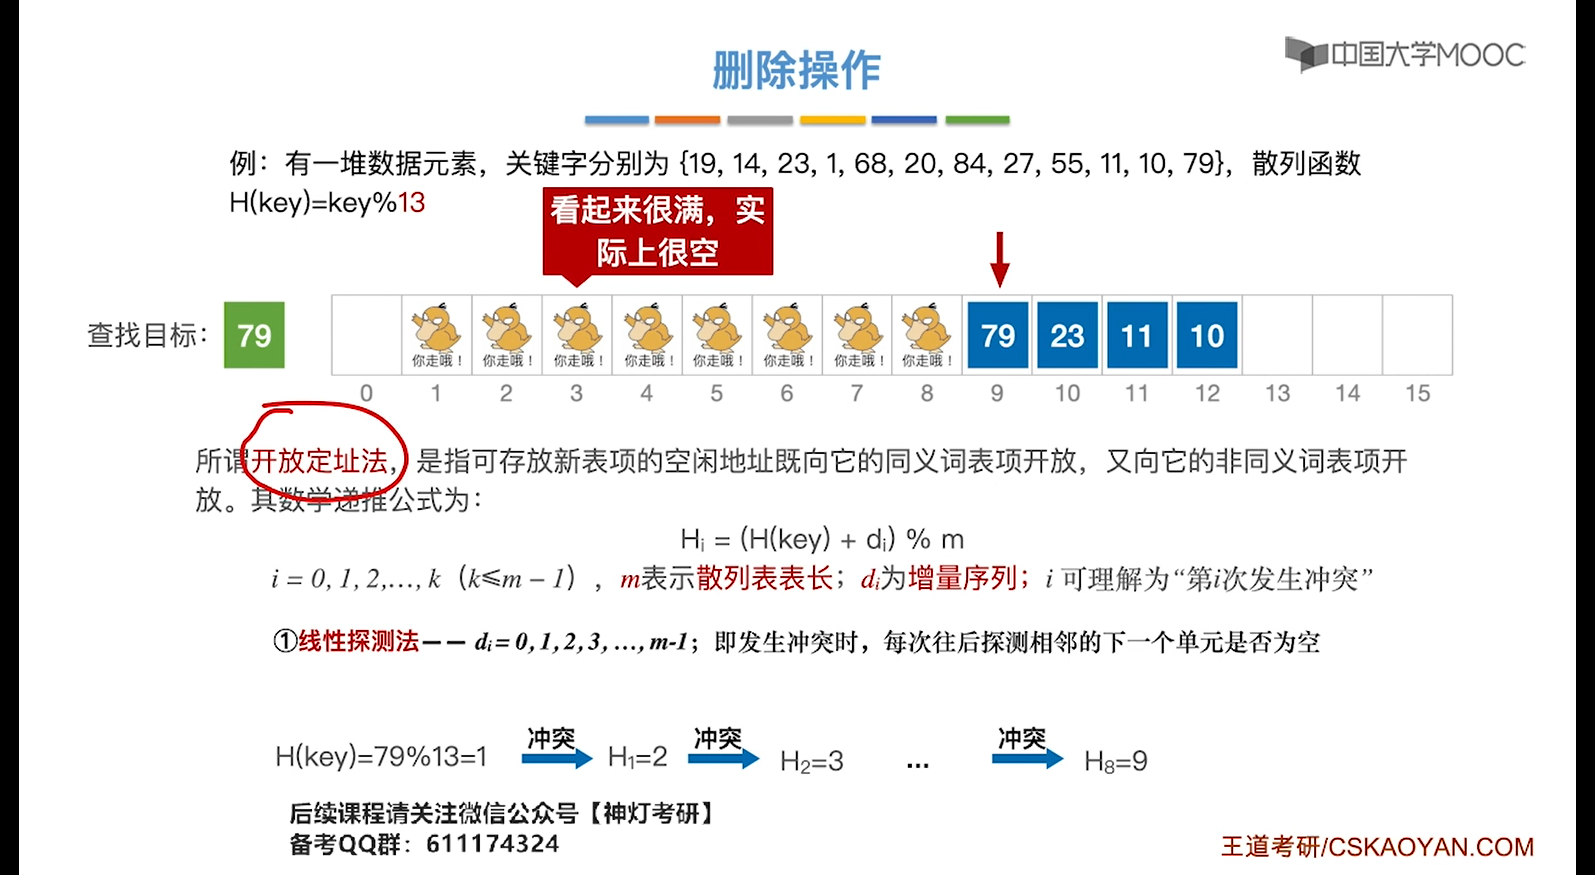 中国大学MOOC
删除操作
例：有一堆数据元素，关键字分别为 {19, 14, 23, 1, 68, 20, 84, 27, 55, 11, 10, 79}，散列函数
H(key)=key%13
看起来很满，实
际上很空
查找目标： 79
你走哦！ 你走哦！ 你走哦！ 你走哦！ 你走哦！ 你走哦！ 你走哦！ 你走哦！ 79 23 11 10
0 1 2 3 4 5 6 7 8 9 10 11 12 13 14 15
所谓开放定址法，是指可存放新表项的空闲地址既向它的同义词表项开放，又向它的非同义词表项开
放。其数学递推公式为：
Hᵢ = (H(key) + dᵢ) % m
i = 0, 1, 2,…, k（k≤m − 1），m表示散列表表长；dᵢ为增量序列；i 可理解为“第i次发生冲突”
①线性探测法—— dᵢ = 0, 1, 2, 3, …, m-1；即发生冲突时，每次往后探测相邻的下一个单元是否为空
H(key)=79%13=1 冲突 H₁=2 冲突 H₂=3 ... 冲突 H₈=9
后续课程请关注微信公众号【神灯考研】
备考QQ群：611174324
王道考研/CSKAOYAN.COM